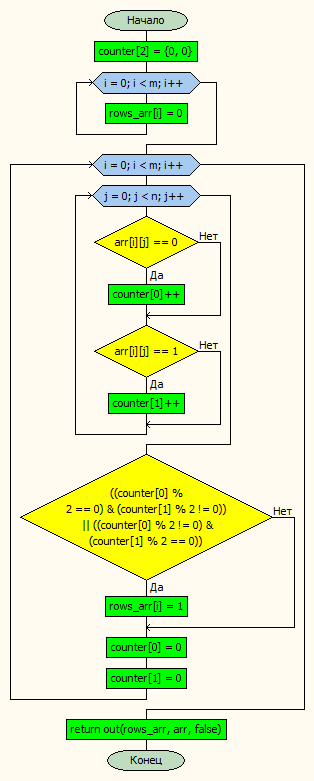 Начало
counter[2] = {0, 0}
i = 0; i < m; i++
rows_arr[i] = 0
i = 0; i < m; i++
j = 0; j < n; j++
arr[i][j] == 0
Нет
Да
counter[0]++
arr[i][j] == 1
Нет
Да
counter[1]++
((counter[0] %
2 == 0) & (counter[1] % 2 != 0))
|| ((counter[0] % 2 != 0) &
(counter[1] % 2 == 0))
Нет
Да
rows_arr[i] = 1
counter[0] = 0
counter[1] = 0
return out(rows_arr, arr, false)
Конец